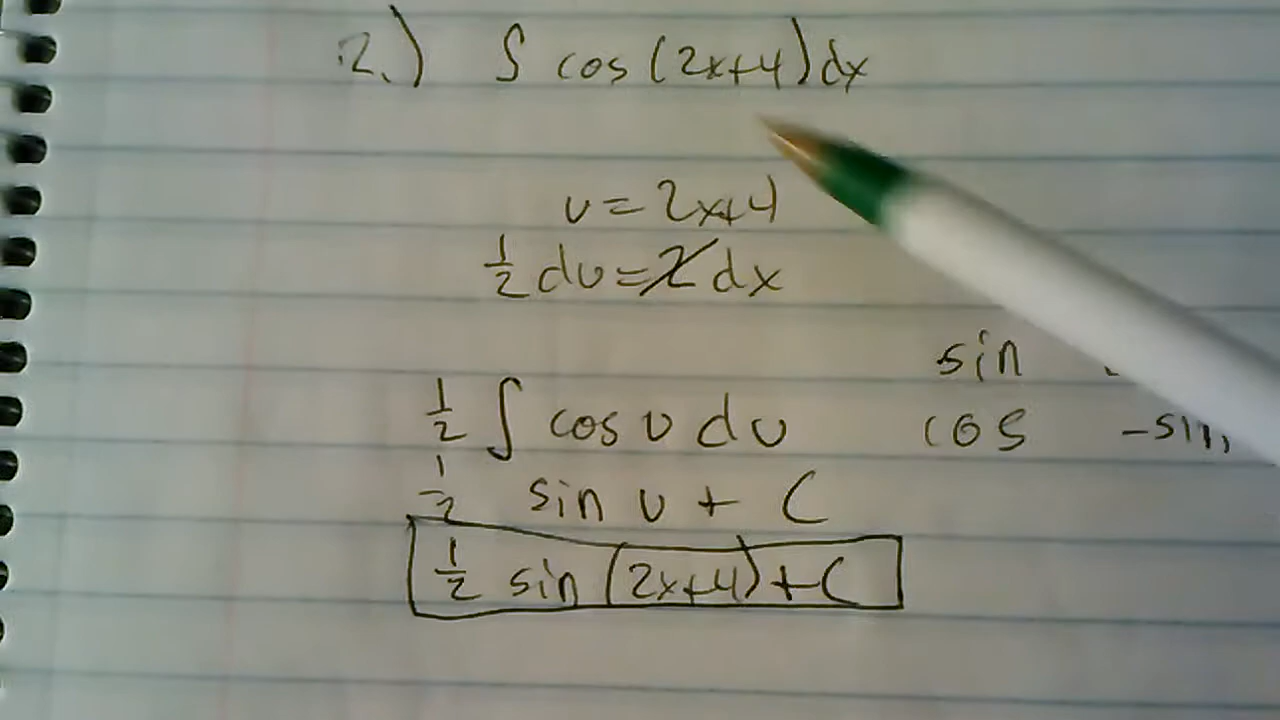 2.) ∫ cos (2x+4) dx
u = 2x+4
1/2 du = 2 dx
sin
1/2 ∫ cos u du
cos -sin
1/2 sin u + C
1/2 sin (2x+4) + C